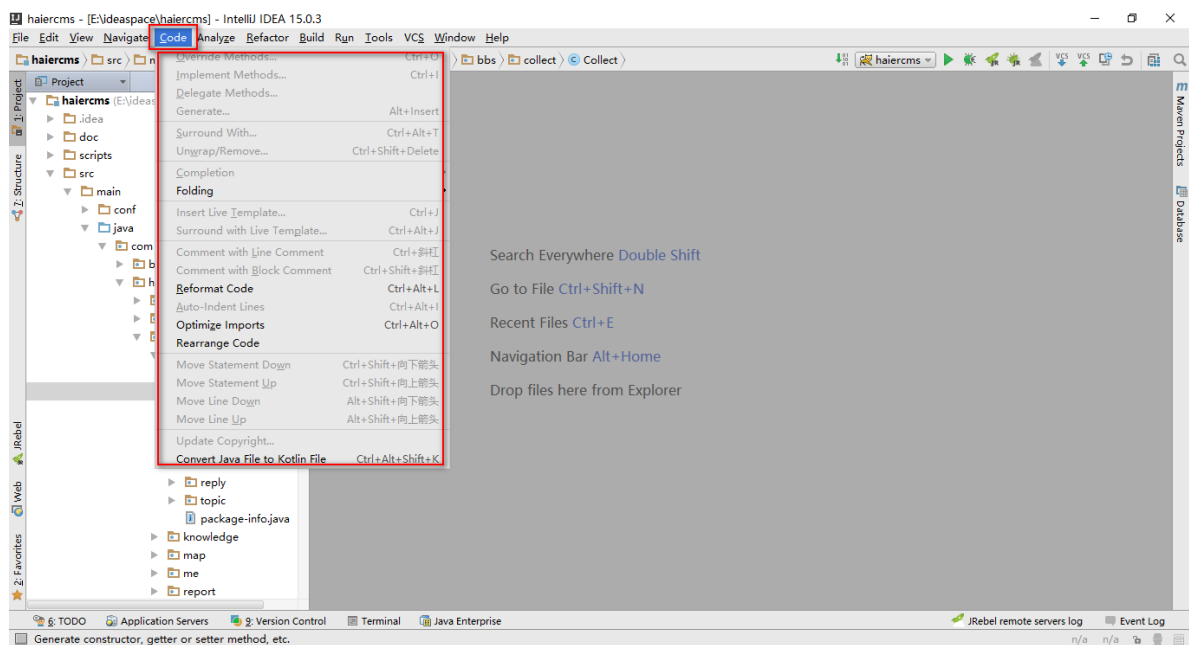 haiercms - [E:\ideaspace\haiercms] - IntelliJ IDEA 15.0.3
File Edit View Navigate Code Analyze Refactor Build Run Tools VCS Window Help
haiercms src bbs collect Collect haiercms
Project
haiercms (E:\ideas
.idea
doc
scripts
src
main
conf
java
com
b
h
reply
topic
package-info.java
knowledge
map
me
report
Override Methods... Ctrl+O
Implement Methods... Ctrl+I
Delegate Methods...
Generate... Alt+Insert
Surround With... Ctrl+Alt+T
Unwrap/Remove... Ctrl+Shift+Delete
Completion
Folding
Insert Live Template... Ctrl+J
Surround with Live Template... Ctrl+Alt+J
Comment with Line Comment Ctrl+斜杠
Comment with Block Comment Ctrl+Shift+斜杠
Reformat Code Ctrl+Alt+L
Auto-Indent Lines Ctrl+Alt+I
Optimize Imports Ctrl+Alt+O
Rearrange Code
Move Statement Down Ctrl+Shift+向下箭头
Move Statement Up Ctrl+Shift+向上箭头
Move Line Down Alt+Shift+向下箭头
Move Line Up Alt+Shift+向上箭头
Update Copyright...
Convert Java File to Kotlin File Ctrl+Alt+Shift+K
Search Everywhere Double Shift
Go to File Ctrl+Shift+N
Recent Files Ctrl+E
Navigation Bar Alt+Home
Drop files here from Explorer
1: Project
7: Structure
JRebel
Web
2: Favorites
Maven Projects
Database
6: TODO Application Servers 9: Version Control Terminal Java Enterprise JRebel remote servers log Event Log
Generate constructor, getter or setter method, etc. n/a n/a